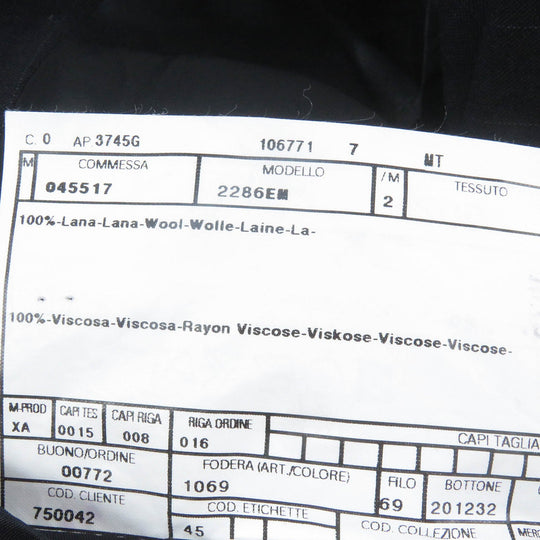 C. 0 AP. 3745G 106771 7 MT
M COMMESSA MODELLO /M TESSUTO
045517 2286EM 2
100%-Lana-Lana-Wool-Wolle-Laine-La-
100%-Viscosa-Viscosa-Rayon Viscose-Viskose-Viscose-Viscose-
M-PROD CAPI TES CAPI RIGA RIGA ORDINE CAPI TAGLIA
XA 0015 008 016
BUONO/ORDINE FODERA (ART./COLORE) FILO BOTTONE
00772 1069 69 201232
COD. CLIENTE COD. ETICHETTE COD. COLLEZIONE MERC
750042 45